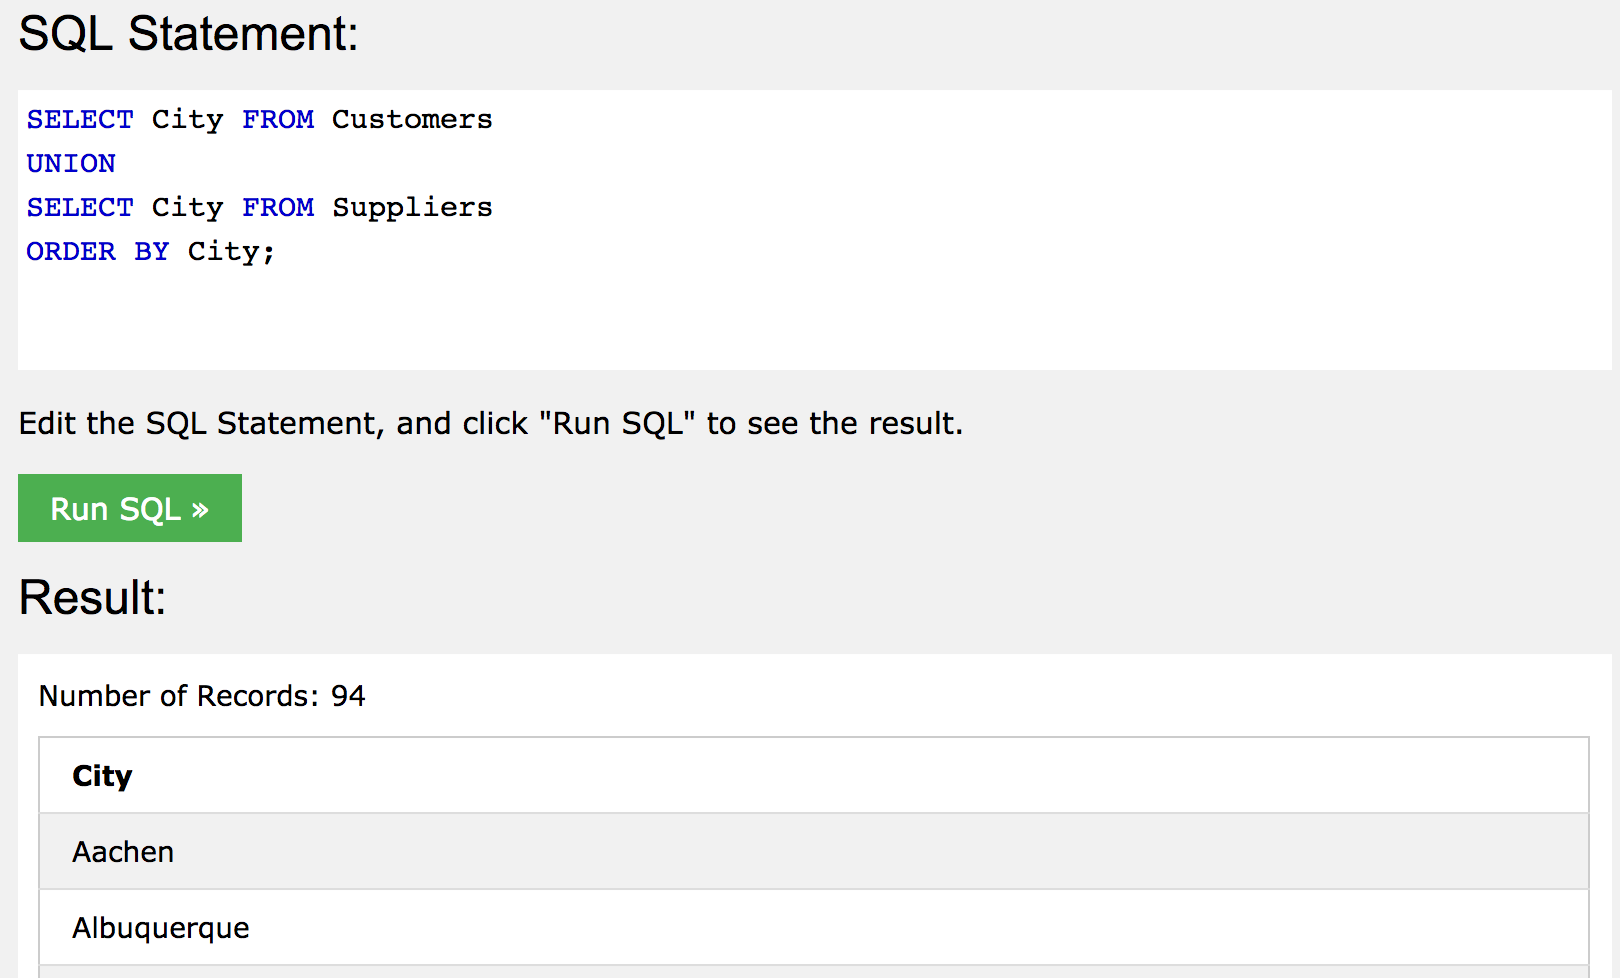 SQL Statement:
SELECT City FROM Customers
UNION
SELECT City FROM Suppliers
ORDER BY City;
Edit the SQL Statement, and click "Run SQL" to see the result.
Run SQL »
Result:
Number of Records: 94
City
Aachen
Albuquerque